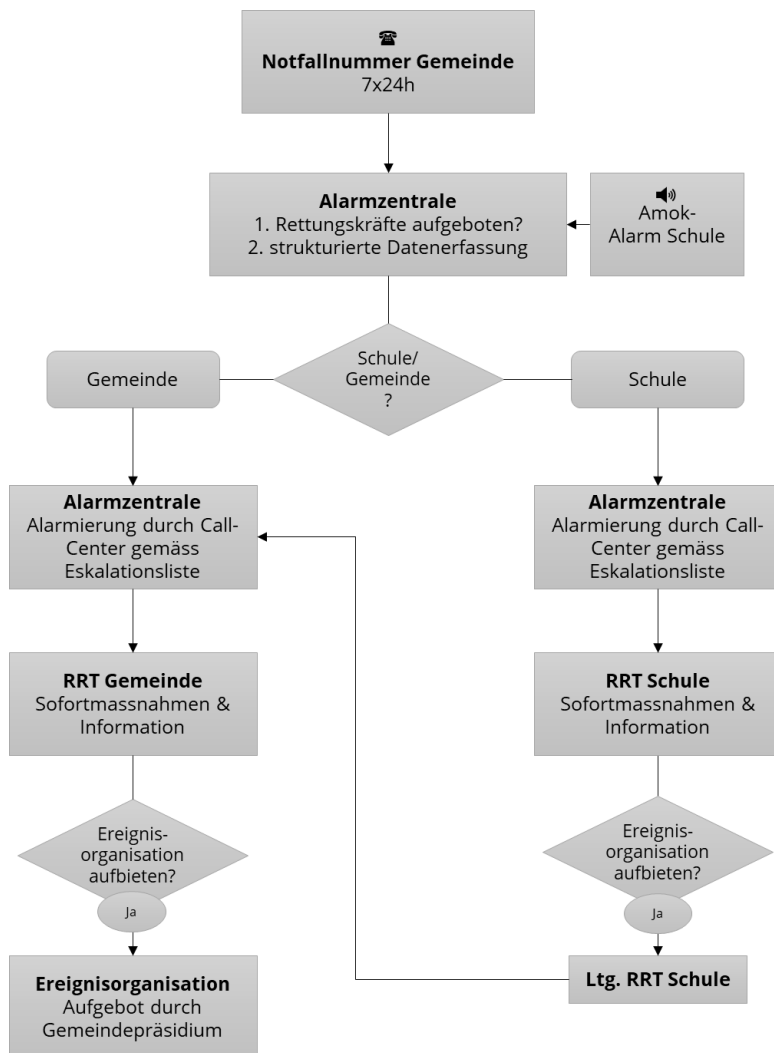 Notfallnummer Gemeinde
7x24h
Alarmzentrale
1. Rettungskräfte aufgeboten?
2. strukturierte Datenerfassung
Amok-
Alarm Schule
Schule/
Gemeinde
?
Gemeinde
Schule
Alarmzentrale
Alarmierung durch Call-
Center gemäss
Eskalationsliste
Alarmzentrale
Alarmierung durch Call-
Center gemäss
Eskalationsliste
RRT Gemeinde
Sofortmassnahmen &
Information
RRT Schule
Sofortmassnahmen &
Information
Ereignis-
organisation
aufbieten?
Ja
Ereignis-
organisation
aufbieten?
Ja
Ereignisorganisation
Aufgebot durch
Gemeindepräsidium
Ltg. RRT Schule